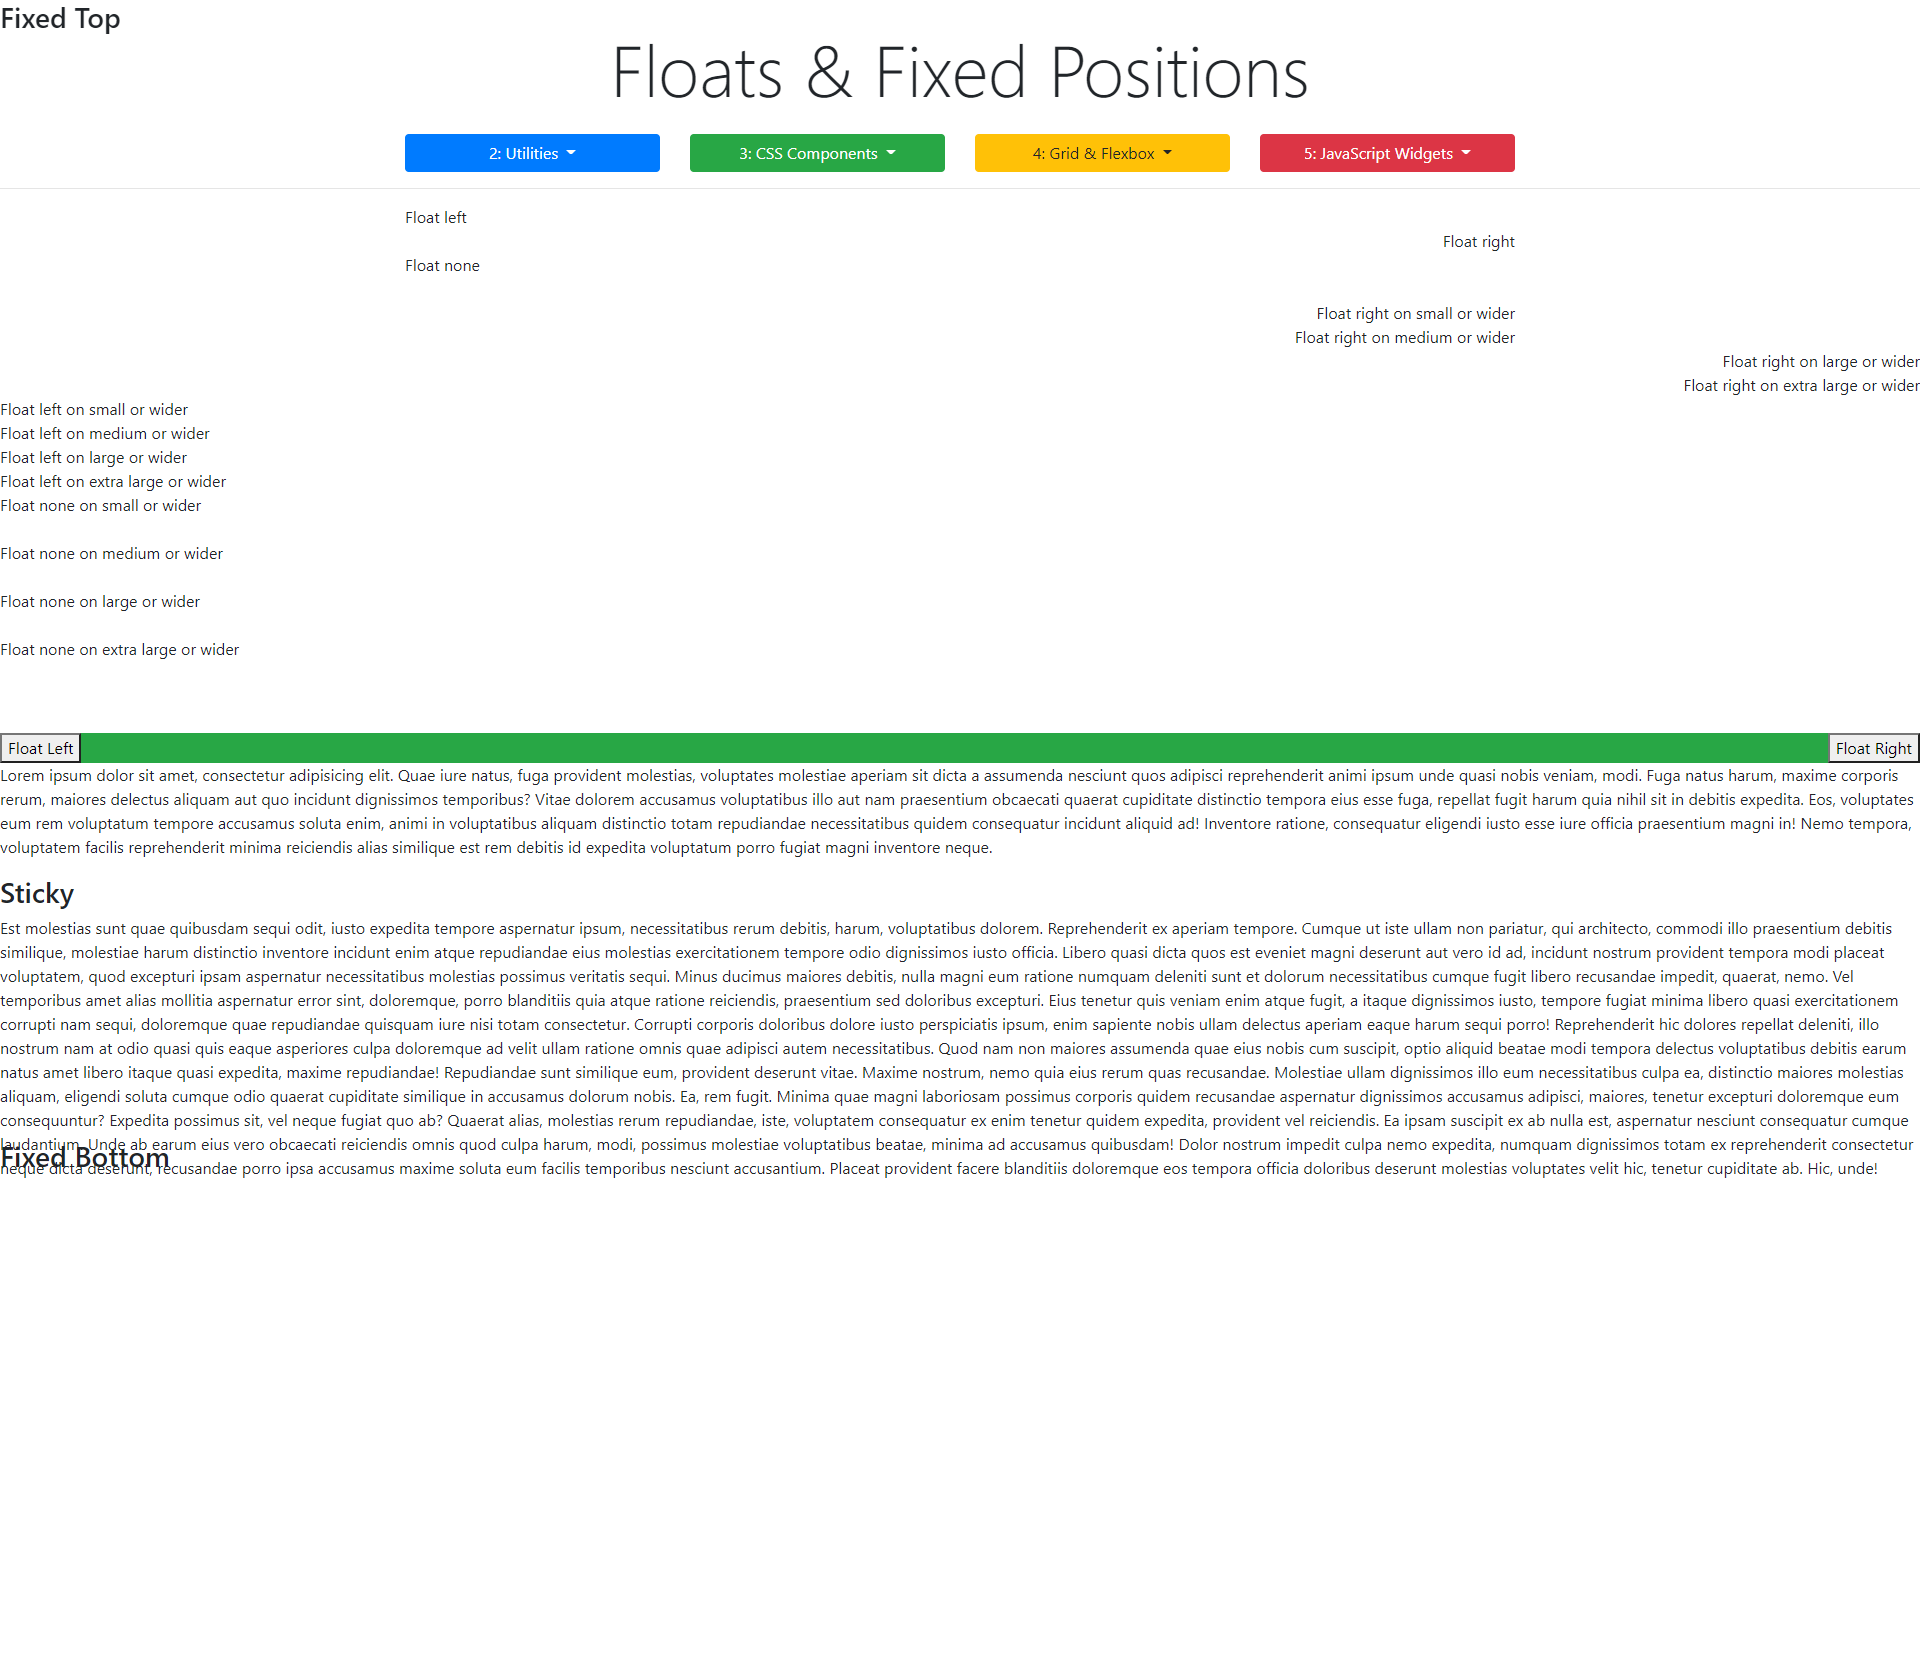 Fixed Top
Floats & Fixed Positions
2: Utilities
3: CSS Components
4: Grid & Flexbox
5: JavaScript Widgets
Float left
Float right
Float none
Float right on small or wider
Float right on medium or wider
Float right on large or wider
Float right on extra large or wider
Float left on small or wider
Float left on medium or wider
Float left on large or wider
Float left on extra large or wider
Float none on small or wider
Float none on medium or wider
Float none on large or wider
Float none on extra large or wider
Float Left
Float Right
Lorem ipsum dolor sit amet, consectetur adipisicing elit. Quae iure natus, fuga provident molestias, voluptates molestiae aperiam sit dicta a assumenda nesciunt quos adipisci reprehenderit animi ipsum unde quasi nobis veniam, modi. Fuga natus harum, maxime corporis
rerum, maiores delectus aliquam aut quo incidunt dignissimos temporibus? Vitae dolorem accusamus voluptatibus illo aut nam praesentium obcaecati quaerat cupiditate distinctio tempora eius esse fuga, repellat fugit harum quia nihil sit in debitis expedita. Eos, voluptates
eum rem voluptatum tempore accusamus soluta enim, animi in voluptatibus aliquam distinctio totam repudiandae necessitatibus quidem consequatur incidunt aliquid ad! Inventore ratione, consequatur eligendi iusto esse iure officia praesentium magni in! Nemo tempora,
voluptatem facilis reprehenderit minima reiciendis alias similique est rem debitis id expedita voluptatum porro fugiat magni inventore neque.
Sticky
Est molestias sunt quae quibusdam sequi odit, iusto expedita tempore aspernatur ipsum, necessitatibus rerum debitis, harum, voluptatibus dolorem. Reprehenderit ex aperiam tempore. Cumque ut iste ullam non pariatur, qui architecto, commodi illo praesentium debitis
similique, molestiae harum distinctio inventore incidunt enim atque repudiandae eius molestias exercitationem tempore odio dignissimos iusto officia. Libero quasi dicta quos est eveniet magni deserunt aut vero id ad, incidunt nostrum provident tempora modi placeat
voluptatem, quod excepturi ipsam aspernatur necessitatibus molestias possimus veritatis sequi. Minus ducimus maiores debitis, nulla magni eum ratione numquam deleniti sunt et dolorum necessitatibus cumque fugit libero recusandae impedit, quaerat, nemo. Vel
temporibus amet alias mollitia aspernatur error sint, doloremque, porro blanditiis quia atque ratione reiciendis, praesentium sed doloribus excepturi. Eius tenetur quis veniam enim atque fugit, a itaque dignissimos iusto, tempore fugiat minima libero quasi exercitationem
corrupti nam sequi, doloremque quae repudiandae quisquam iure nisi totam consectetur. Corrupti corporis doloribus dolore iusto perspiciatis ipsum, enim sapiente nobis ullam delectus aperiam eaque harum sequi porro! Reprehenderit hic dolores repellat deleniti, illo
nostrum nam at odio quasi quis eaque asperiores culpa doloremque ad velit ullam ratione omnis quae adipisci autem necessitatibus. Quod nam non maiores assumenda quae eius nobis cum suscipit, optio aliquid beatae modi tempora delectus voluptatibus debitis earum
natus amet libero itaque quasi expedita, maxime repudiandae! Repudiandae sunt similique eum, provident deserunt vitae. Maxime nostrum, nemo quia eius rerum quas recusandae. Molestiae ullam dignissimos illo eum necessitatibus culpa ea, distinctio maiores molestias
aliquam, eligendi soluta cumque odio quaerat cupiditate similique in accusamus dolorum nobis. Ea, rem fugit. Minima quae magni laboriosam possimus corporis quidem recusandae aspernatur dignissimos accusamus adipisci, maiores, tenetur excepturi doloremque eum
consequuntur? Expedita possimus sit, vel neque fugiat quo ab? Quaerat alias, molestias rerum repudiandae, iste, voluptatem consequatur ex enim tenetur quidem expedita, provident vel reiciendis. Ea ipsam suscipit ex ab nulla est, aspernatur nesciunt consequatur cumque
laudantium. Unde ab earum eius vero obcaecati reiciendis omnis quod culpa harum, modi, possimus molestiae voluptatibus beatae, minima ad accusamus quibusdam! Dolor nostrum impedit culpa nemo expedita, numquam dignissimos totam ex reprehenderit consectetur
Fixed Bottom
neque dicta deserunt, recusandae porro ipsa accusamus maxime soluta eum facilis temporibus nesciunt accusantium. Placeat provident facere blanditiis doloremque eos tempora officia doloribus deserunt molestias voluptates velit hic, tenetur cupiditate ab. Hic, unde!